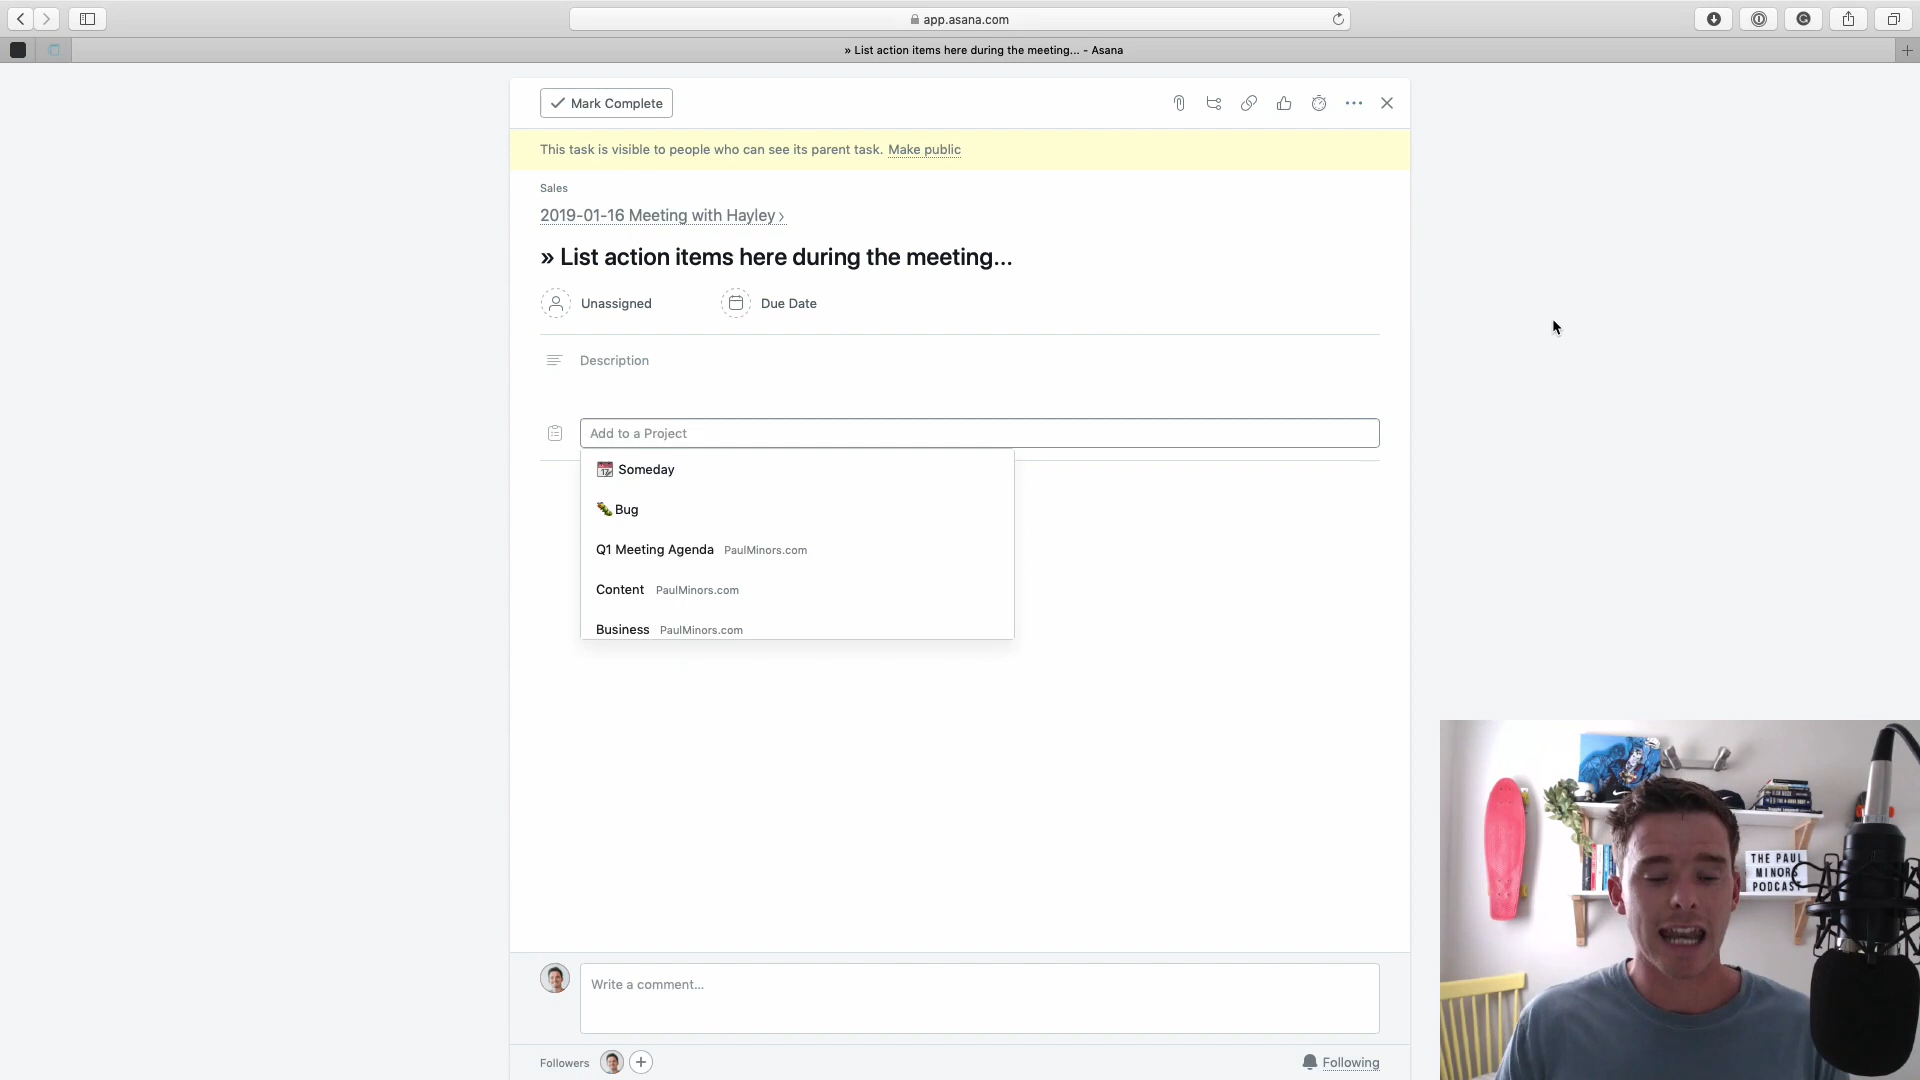 app.asana.com
» List action items here during the meeting... - Asana
Mark Complete
This task is visible to people who can see its parent task. Make public
Sales
2019-01-16 Meeting with Hayley ›
» List action items here during the meeting...
Unassigned
Due Date
Description
Add to a Project
17 Someday
Bug
Q1 Meeting Agenda PaulMinors.com
Content PaulMinors.com
Business PaulMinors.com
THE PAUL
MINORS
PODCAST
Write a comment...
Followers
Following